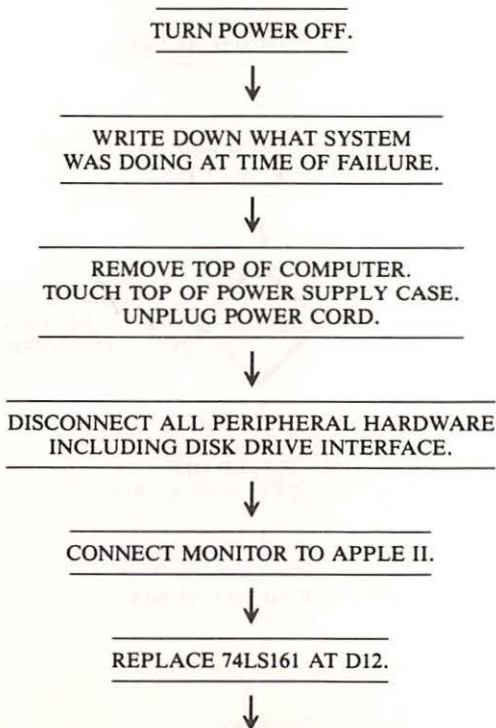 TURN POWER OFF.
WRITE DOWN WHAT SYSTEM
WAS DOING AT TIME OF FAILURE.
REMOVE TOP OF COMPUTER.
TOUCH TOP OF POWER SUPPLY CASE.
UNPLUG POWER CORD.
DISCONNECT ALL PERIPHERAL HARDWARE
INCLUDING DISK DRIVE INTERFACE.
CONNECT MONITOR TO APPLE II.
REPLACE 74LS161 AT D12.